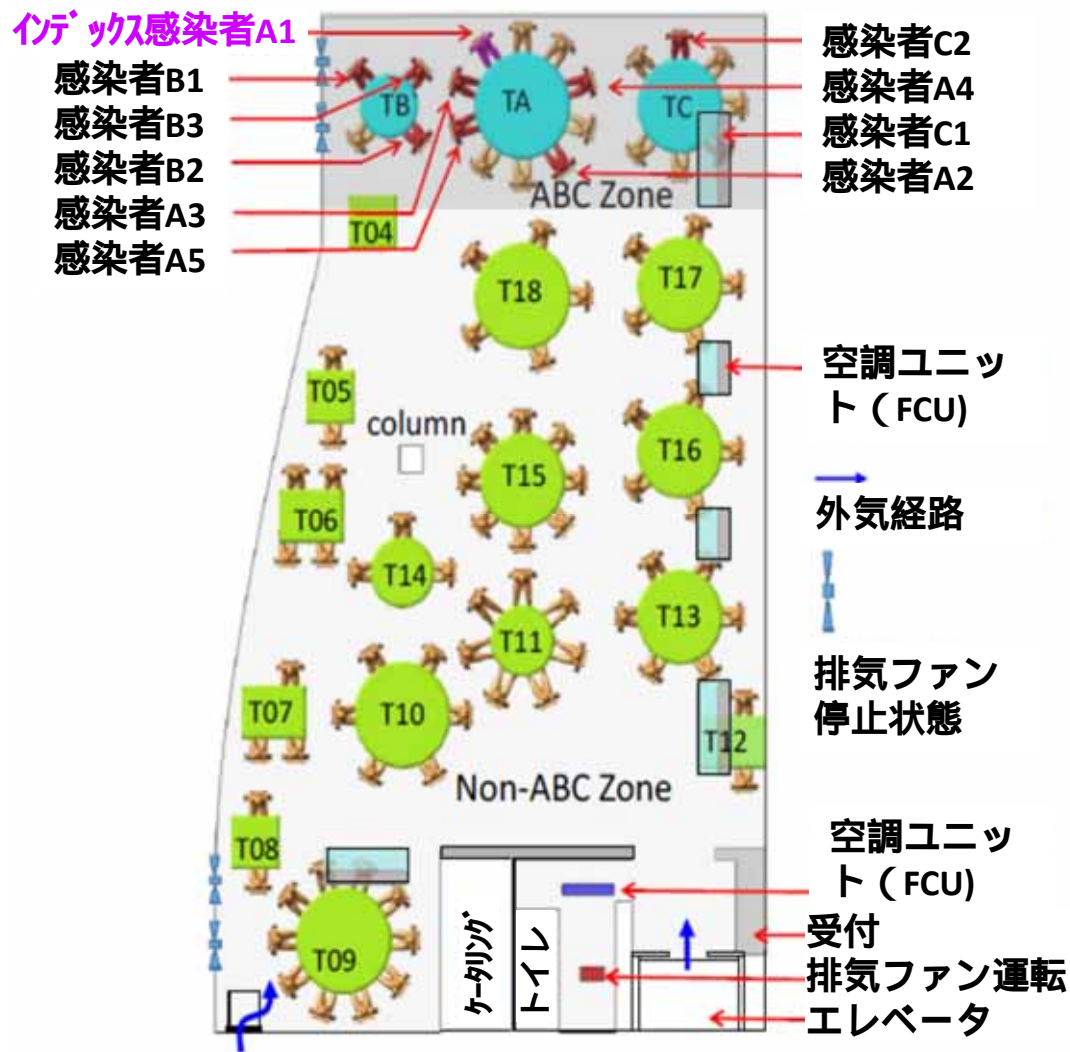 インデックス感染者A1
感染者B1
感染者B3
感染者B2
感染者A3
感染者A5
感染者C2
感染者A4
感染者C1
感染者A2
TB
TA
TC
ABC Zone
T04
T18
T17
空調ユニッ
ト（FCU)
T05
column
T15
T16
外気経路
T06
T14
T11
T13
排気ファン
停止状態
T07
T10
T12
Non-ABC Zone
T08
空調ユニッ
ト（FCU)
T09
ケータリング
トイレ
受付
排気ファン運転
エレベータ